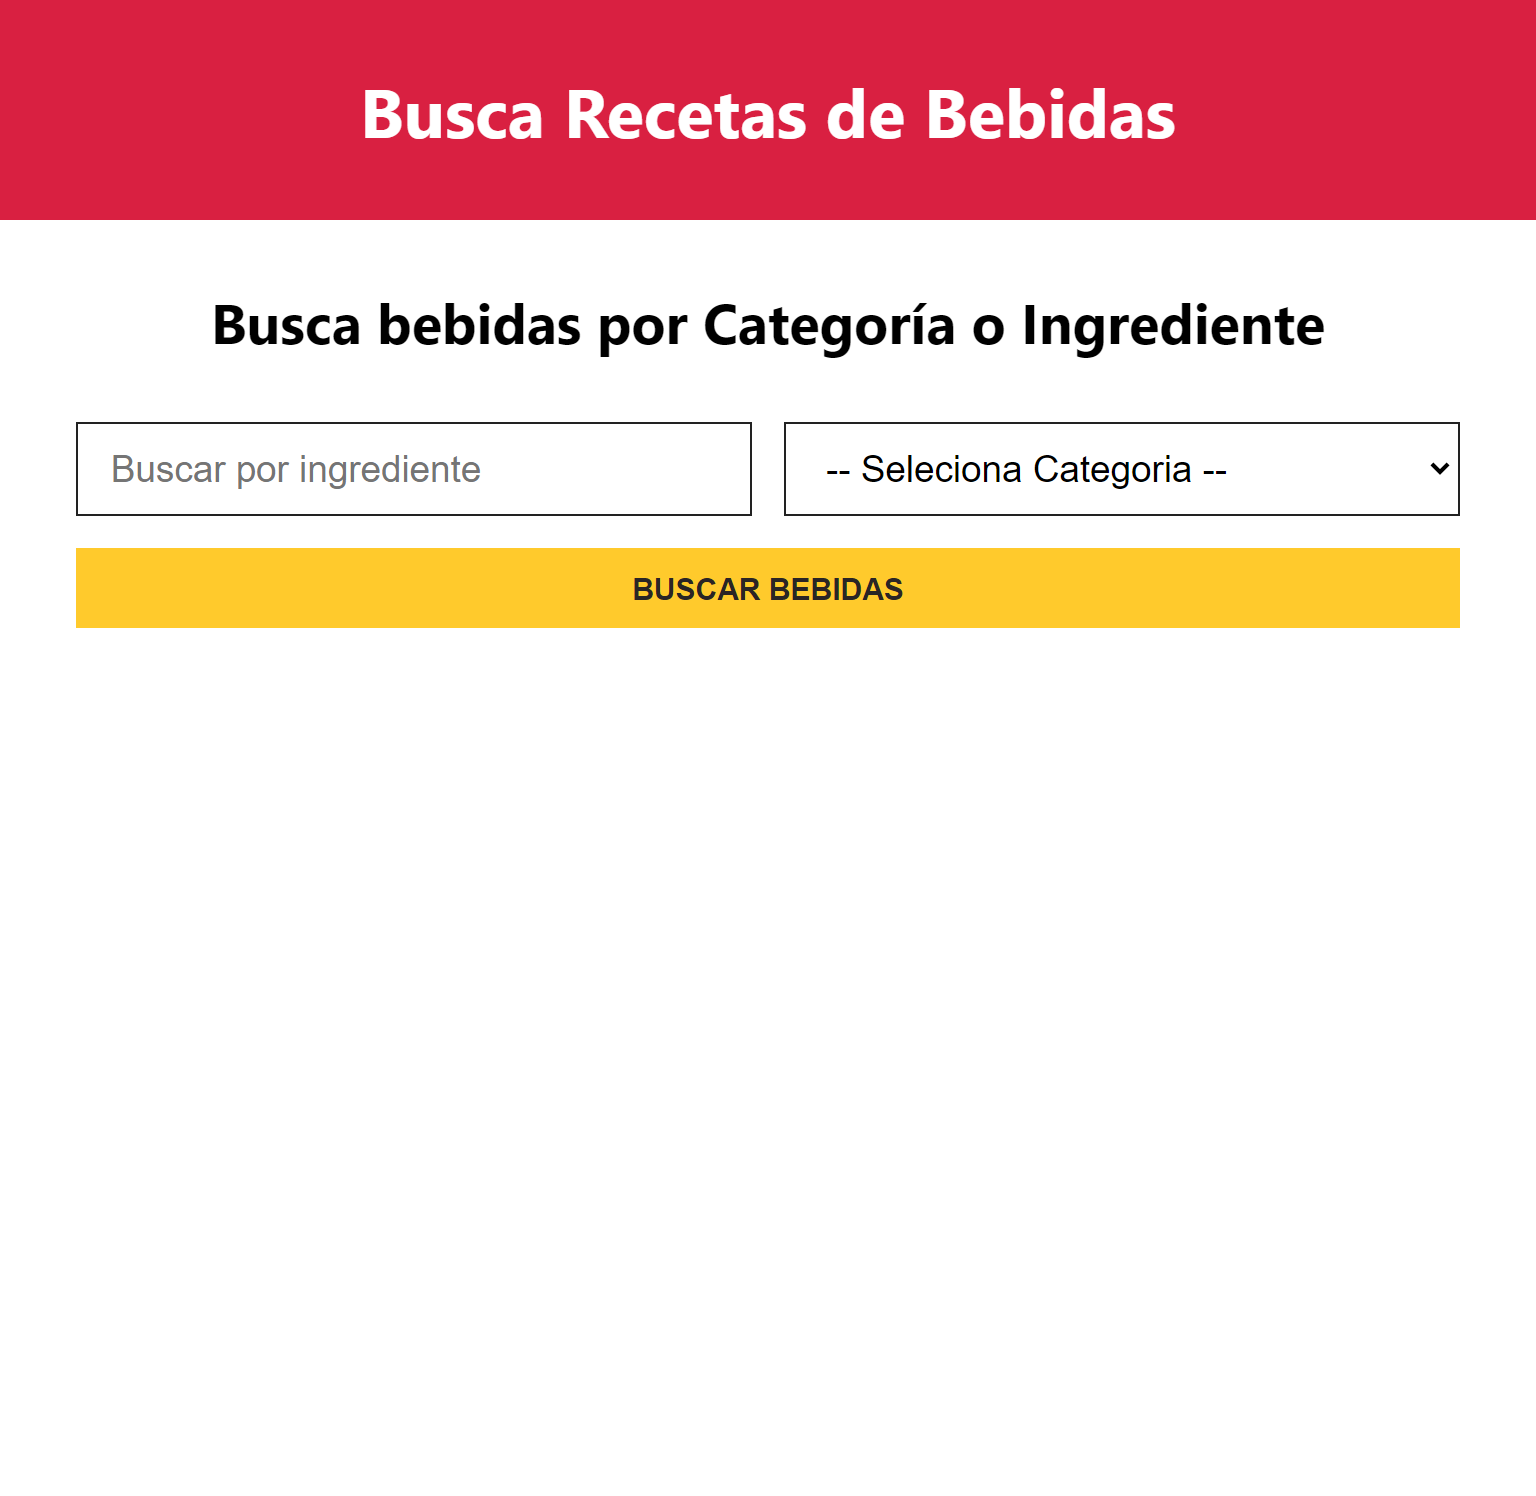 Busca Recetas de Bebidas
Busca bebidas por Categoría o Ingrediente
Buscar por ingrediente
-- Seleciona Categoria --
BUSCAR BEBIDAS